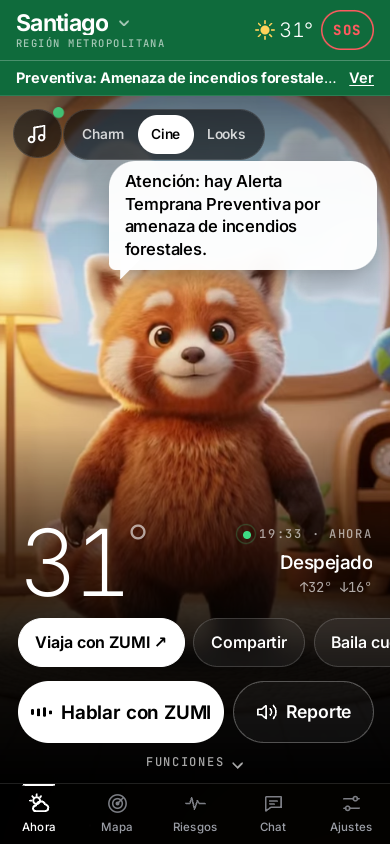 Santiago
REGIÓN METROPOLITANA
31°
SOS
Preventiva: Amenaza de incendios forestale...
Ver
Charm
Cine
Looks
Atención: hay Alerta
Temprana Preventiva por
amenaza de incendios
forestales.
31°
19:33 · AHORA
Despejado
↑32° ↓16°
Viaja con ZUMI ↗
Compartir
Baila cu
Hablar con ZUMI
Reporte
FUNCIONES
Ahora
Mapa
Riesgos
Chat
Ajustes